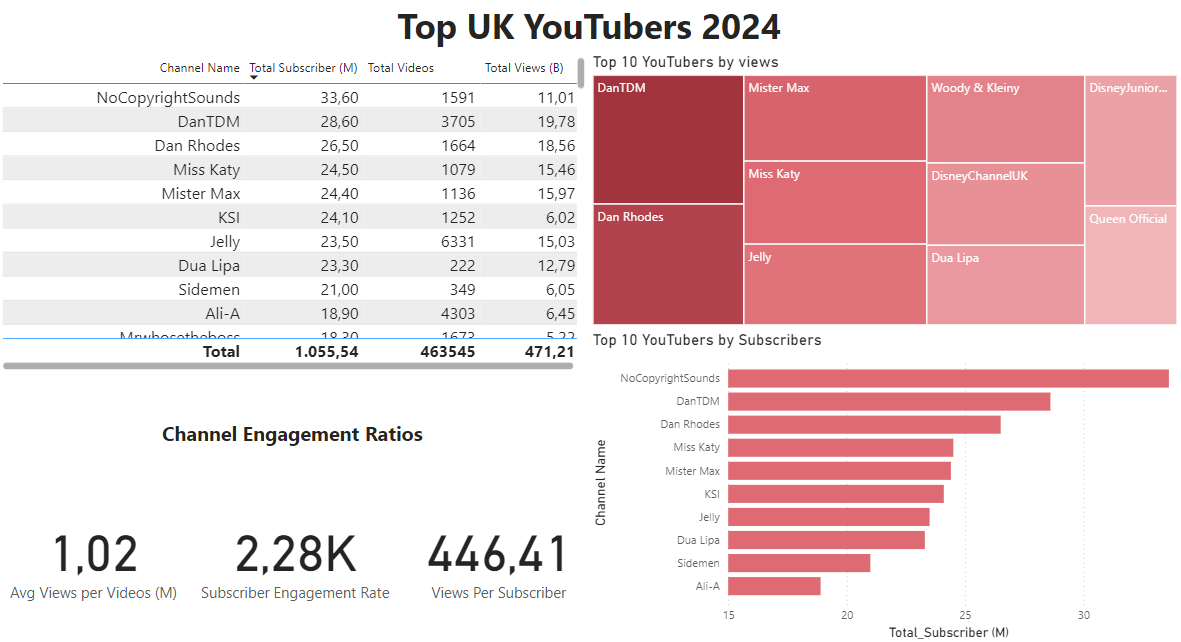 Top UK YouTubers 2024
Channel Name Total Subscriber (M) Total Videos Total Views (B)
NoCopyrightSounds 33,60 1591 11,01
DanTDM 28,60 3705 19,78
Dan Rhodes 26,50 1664 18,56
Miss Katy 24,50 1079 15,46
Mister Max 24,40 1136 15,97
KSI 24,10 1252 6,02
Jelly 23,50 6331 15,03
Dua Lipa 23,30 222 12,79
Sidemen 21,00 349 6,05
Ali-A 18,90 4303 6,45
Mrwhosetheboss 18,30 1673 5,22
Total 1.055,54 463545 471,21
Top 10 YouTubers by views
DanTDM
Dan Rhodes
Mister Max
Miss Katy
Jelly
Woody & Kleiny
DisneyChannelUK
Dua Lipa
DisneyJunior...
Queen Official
Channel Engagement Ratios
1,02
Avg Views per Videos (M)
2,28K
Subscriber Engagement Rate
446,41
Views Per Subscriber
Top 10 YouTubers by Subscribers
Channel Name
NoCopyrightSounds
DanTDM
Dan Rhodes
Miss Katy
Mister Max
KSI
Jelly
Dua Lipa
Sidemen
Ali-A
15 20 25 30
Total_Subscriber (M)